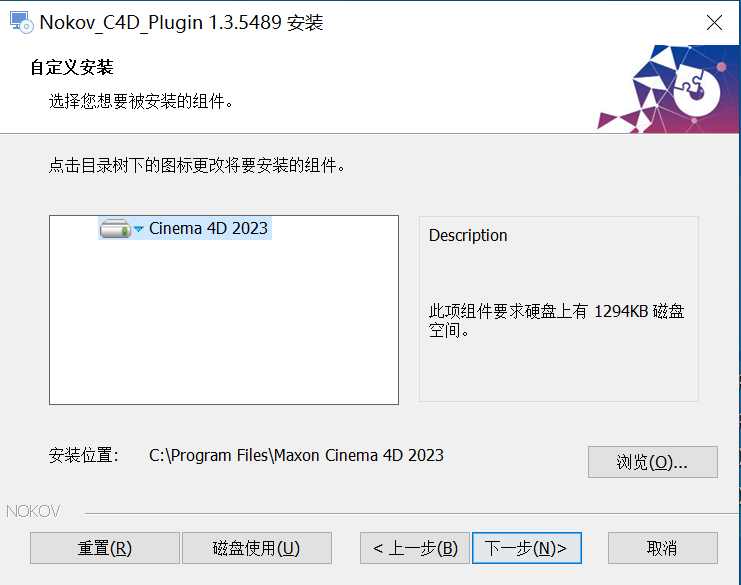 Nokov_C4D_Plugin 1.3.5489 安装
自定义安装
选择您想要被安装的组件。
点击目录树下的图标更改将要安装的组件。
Cinema 4D 2023
Description
此项组件要求硬盘上有 1294KB 磁盘
空间。
安装位置: C:\Program Files\Maxon Cinema 4D 2023
浏览(O)...
NOKOV
重置(R) 磁盘使用(U) < 上一步(B) 下一步(N)> 取消